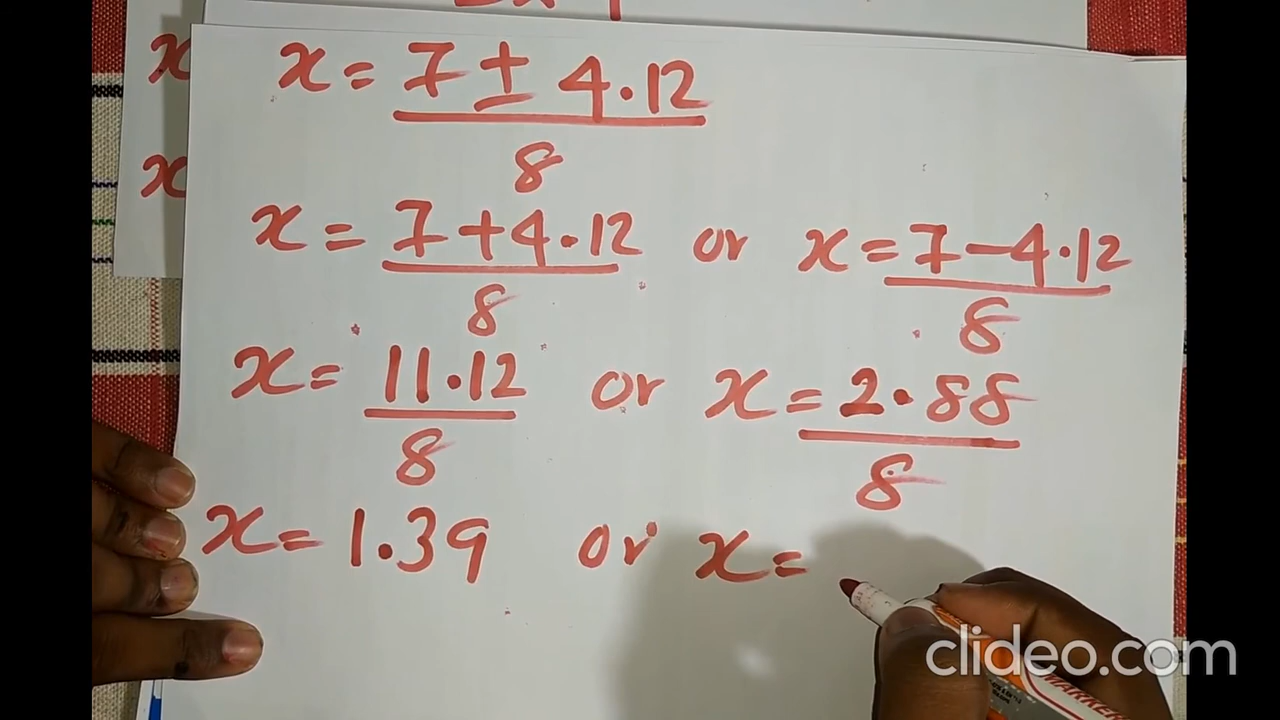 x = 7 ± 4.12
8
x = 7 + 4.12 or x = 7 - 4.12
8 8
x = 11.12 or x = 2.88
8 8
x = 1.39 or x =
clideo.com